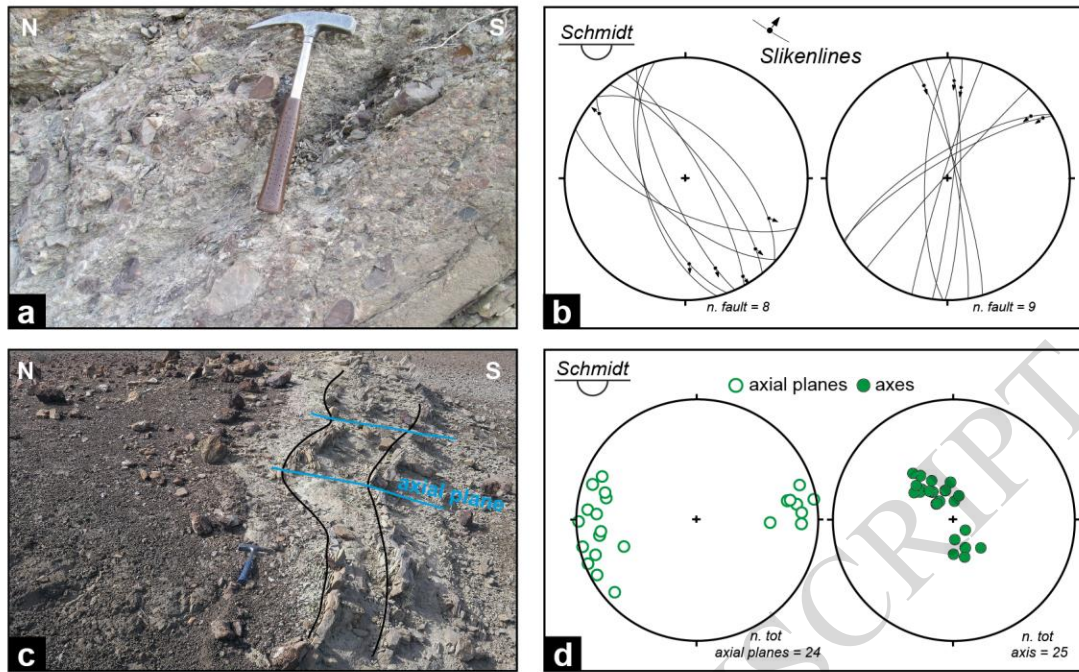 N
S
a
Schmidt
Slikenlines
n. fault = 8
n. fault = 9
b
N
S
axial plane
c
Schmidt
axial planes
axes
n. tot
axial planes = 24
n. tot
axis = 25
d
SCRIPT